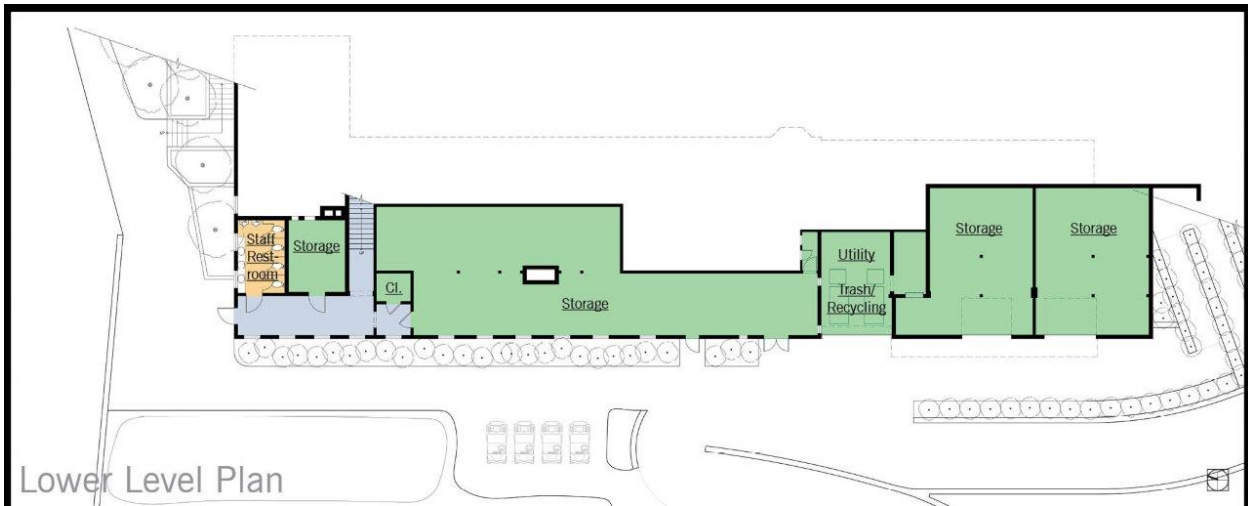 Staff
Rest-
room
Storage
Cl.
Storage
Utility
Trash/
Recycling
Storage
Storage
Lower Level Plan